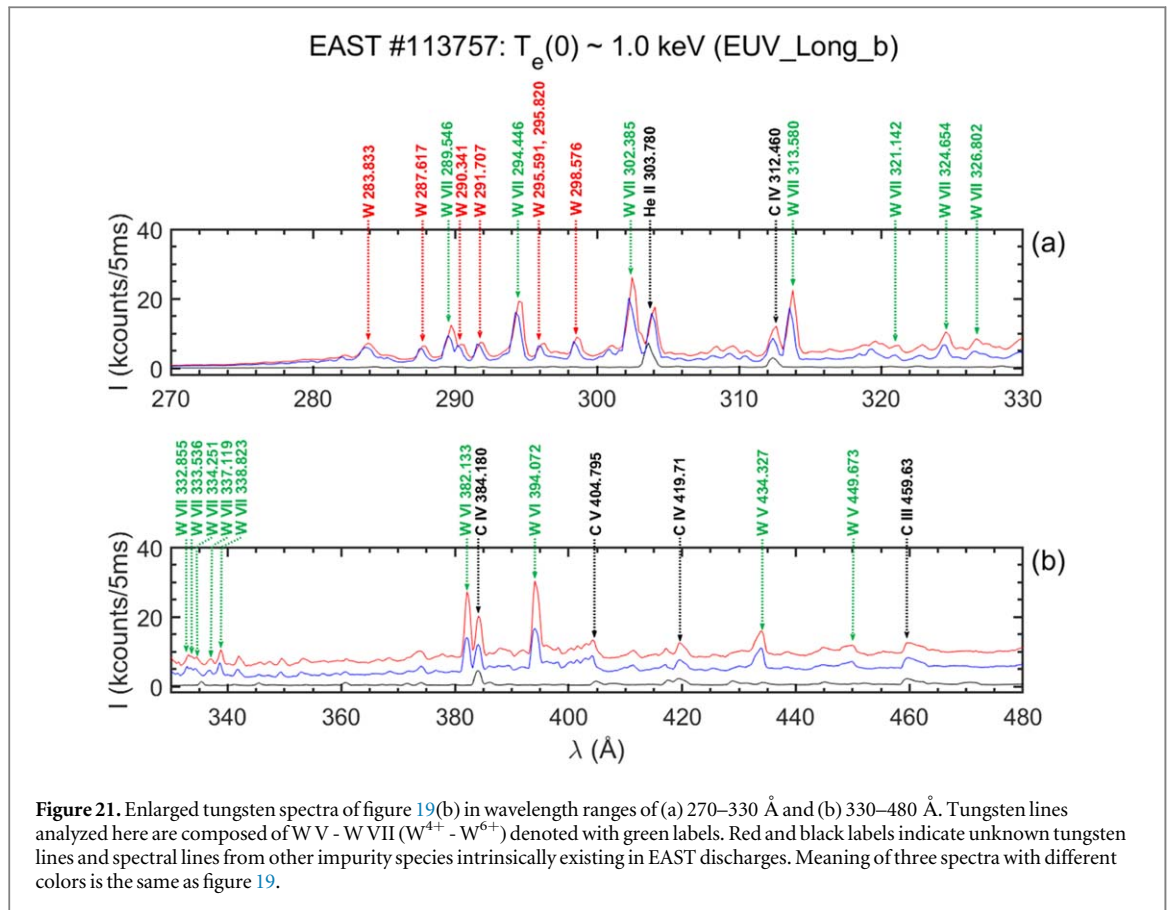 EAST #113757: Te(0) ~ 1.0 keV (EUV_Long_b)
W 283.833
W 287.617
W VII 289.546
W 290.341
W 291.707
W VII 294.446
W 295.591, 295.820
W 298.576
W VII 302.385
He II 303.780
C IV 312.460
W VII 313.580
W VII 321.142
W VII 324.654
W VII 326.802
(a)
I (kcounts/5ms)
40
20
0
270 280 290 300 310 320 330
W VII 332.855
W VII 333.536
W VII 334.251
W VII 337.119
W VII 338.823
W VI 382.133
C IV 384.180
W VI 394.072
C V 404.795
C IV 419.71
W V 434.327
W V 449.673
C III 459.63
(b)
I (kcounts/5ms)
40
20
0
340 360 380 400 420 440 460 480
λ (Å)
Figure 21. Enlarged tungsten spectra of figure 19(b) in wavelength ranges of (a) 270–330 Å and (b) 330–480 Å. Tungsten lines
analyzed here are composed of W V - W VII (W4+ - W6+) denoted with green labels. Red and black labels indicate unknown tungsten
lines and spectral lines from other impurity species intrinsically existing in EAST discharges. Meaning of three spectra with different
colors is the same as figure 19.